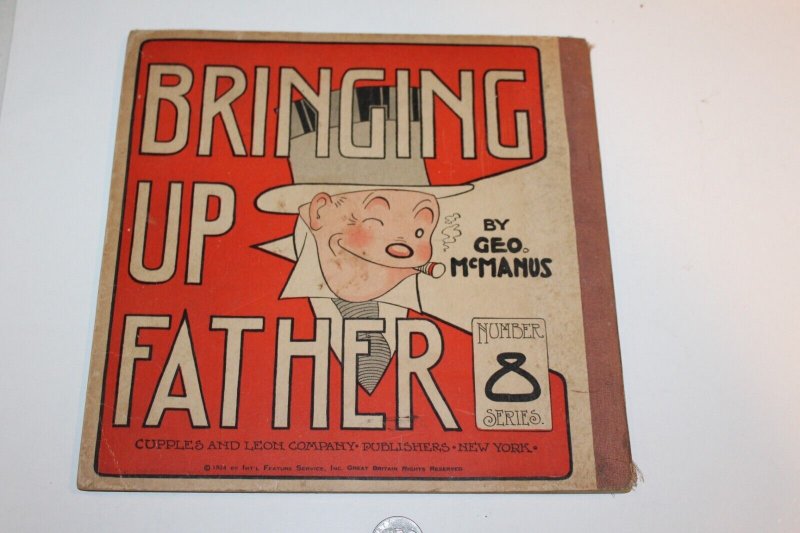 BRINGING
UP
FATHER
BY
GEO.
McMANUS
NUMBER
8
SERIES.
CUPPLES AND LEON COMPANY • PUBLISHERS • NEW YORK •
© 1924 BY INT'L FEATURE SERVICE, INC. GREAT BRITAIN RIGHTS RESERVED